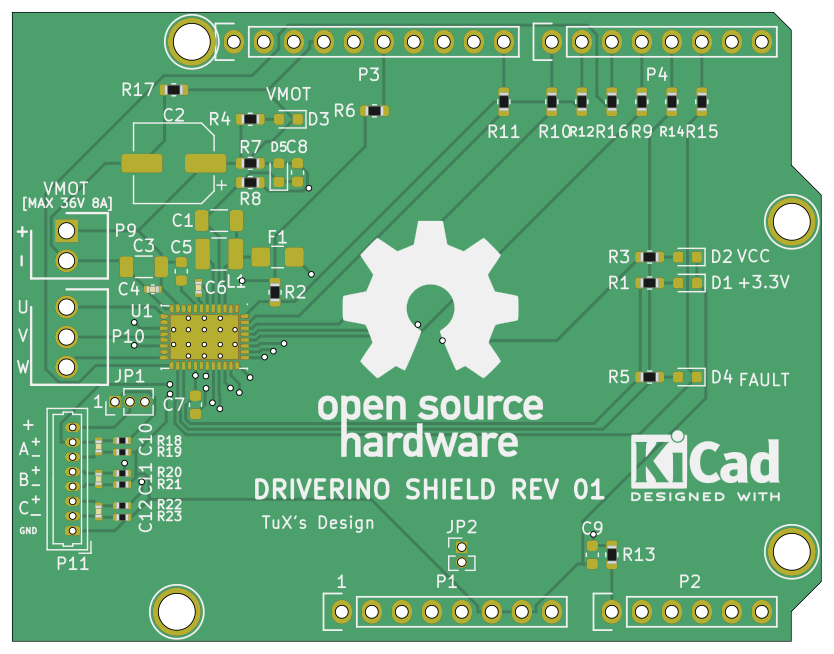 P3
P4
R17
VMOT
C2
R4
D3
R6
R11
R10
R12
R16
R9
R14
R15
R7
D5
C8
+
R8
VMOT
[MAX 36V 8A]
C1
+
P9
-
C3
C5
F1
L1
R3
D2
VCC
R1
D1
+3.3V
C4
C6
R2
U
U1
V
P10
W
JP1
R5
D4
FAULT
1
C7
open source
hardware
+
A
+
-
C10
R18
R19
B
+
-
C11
R20
R21
C
+
-
C12
R22
R23
GND
P11
KiCad
DESIGNED WITH
DRIVERINO SHIELD REV 01
TuX's Design
JP2
C9
R13
1
P1
P2